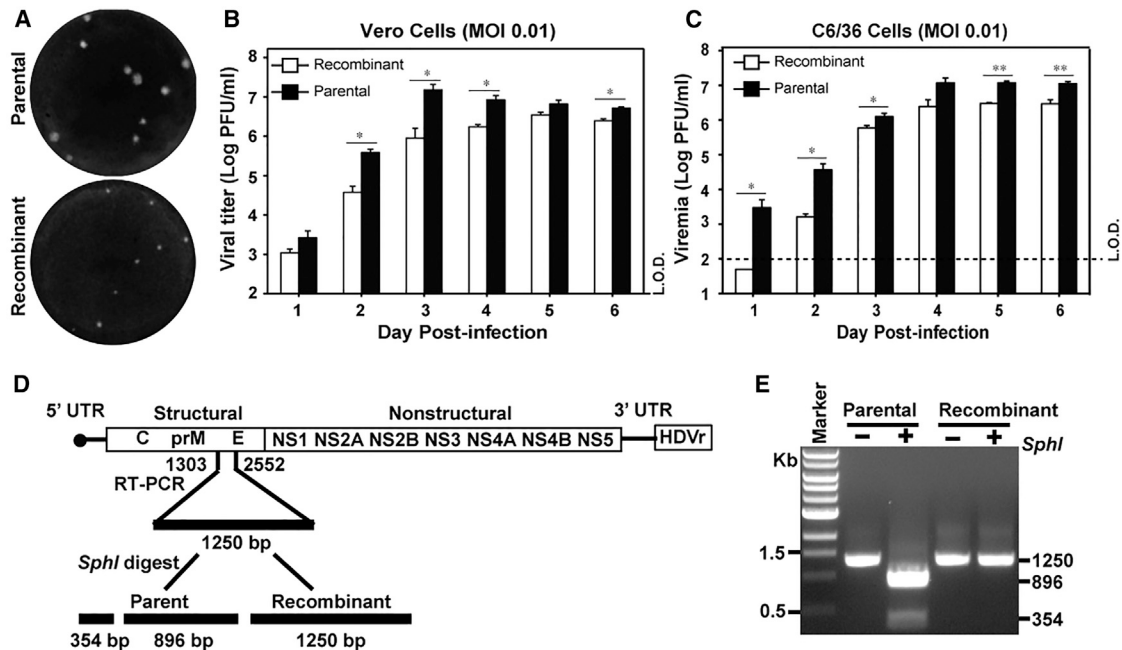 A
Parental
Recombinant
B
Vero Cells (MOI 0.01)
Viral titer (Log PFU/ml)
8
7
6
5
4
3
2
Recombinant
Parental
*
*
*
*
L.O.D.
1 2 3 4 5 6
Day Post-infection
C
C6/36 Cells (MOI 0.01)
Viremia (Log PFU/ml)
8
7
6
5
4
3
2
1
Recombinant
Parental
*
*
*
**
**
L.O.D.
1 2 3 4 5 6
Day Post-infection
D
5' UTR Structural Nonstructural 3' UTR
C prM E NS1 NS2A NS2B NS3 NS4A NS4B NS5 HDVr
1303 2552
RT-PCR
1250 bp
SphI digest
Parent Recombinant
354 bp 896 bp 1250 bp
E
Marker
Parental Recombinant
− + − + SphI
Kb
1.5
0.5
1250
896
354